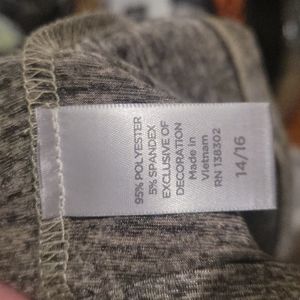 95% POLYESTER
5% SPANDEX
EXCLUSIVE OF
DECORATION
Made in
Vietnam
RN 138302
14/16